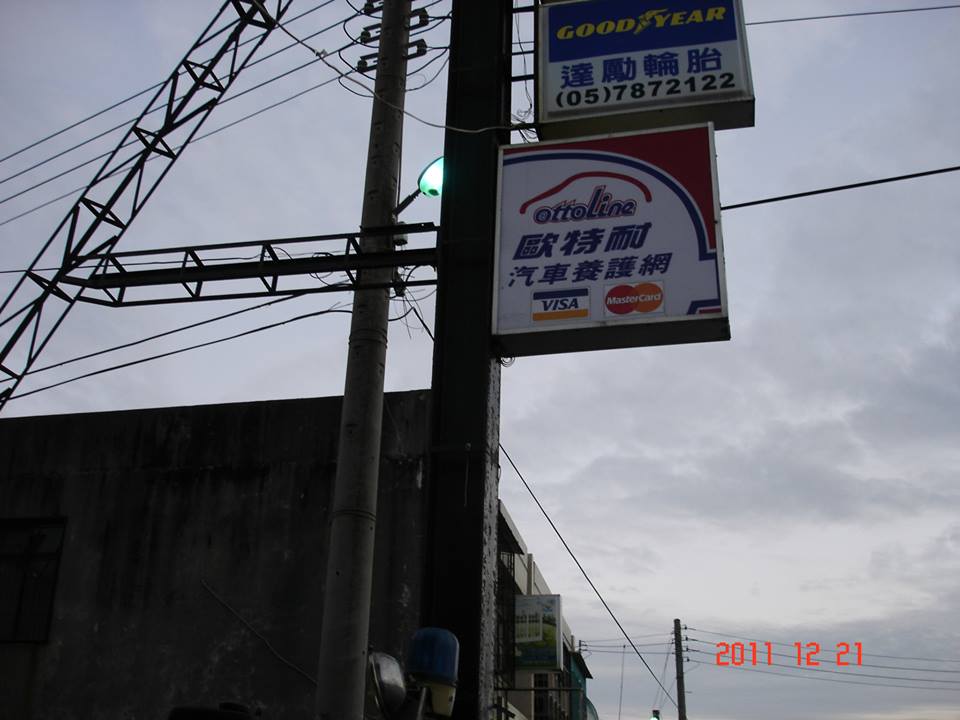 GOODYEAR
達勵輪胎
(05)7872122
ottoLine
歐特耐
汽車養護網
VISA
MasterCard
2011 12 21